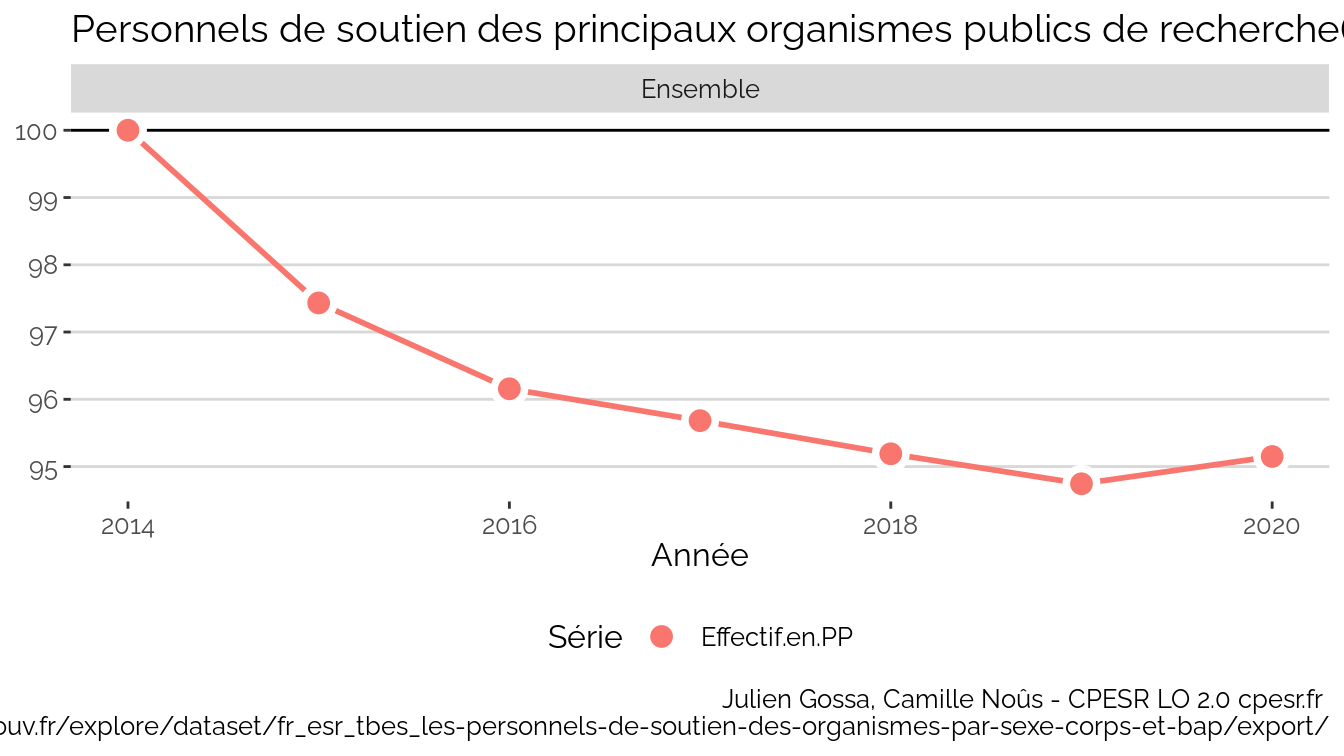 Personnels de soutien des principaux organismes publics de recherche
Ensemble
100
99
98
97
96
95
2014 2016 2018 2020
Année
Série Effectif.en.PP
Julien Gossa, Camille Noûs - CPESR LO 2.0 cpesr.fr
ouv.fr/explore/dataset/fr_esr_tbes_les-personnels-de-soutien-des-organismes-par-sexe-corps-et-bap/export/